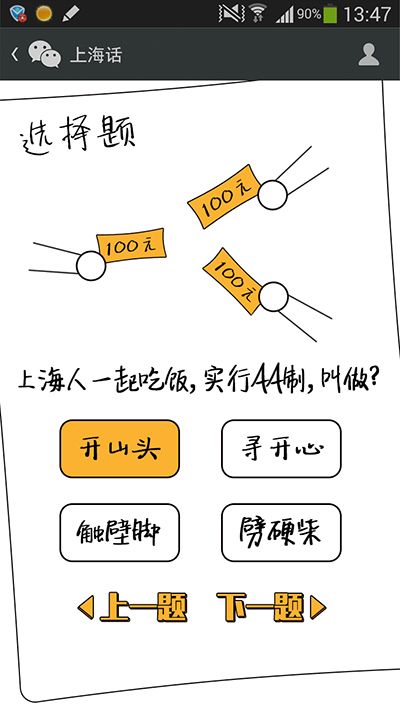 90% 13:47
上海话
选择题
100元
100元
100元
上海人一起吃饭,实行AA制,叫做?
开山头 寻开心
触壁脚 劈硬柴
上一题 下一题